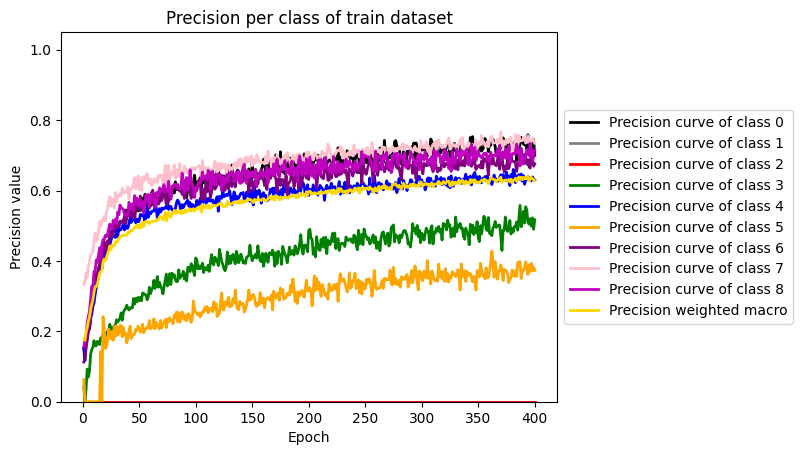 Precision per class of train dataset
Precision value
1.0
0.8
0.6
0.4
0.2
0.0
0
50
100
150
200
250
300
350
400
Epoch
Precision curve of class 0
Precision curve of class 1
Precision curve of class 2
Precision curve of class 3
Precision curve of class 4
Precision curve of class 5
Precision curve of class 6
Precision curve of class 7
Precision curve of class 8
Precision weighted macro